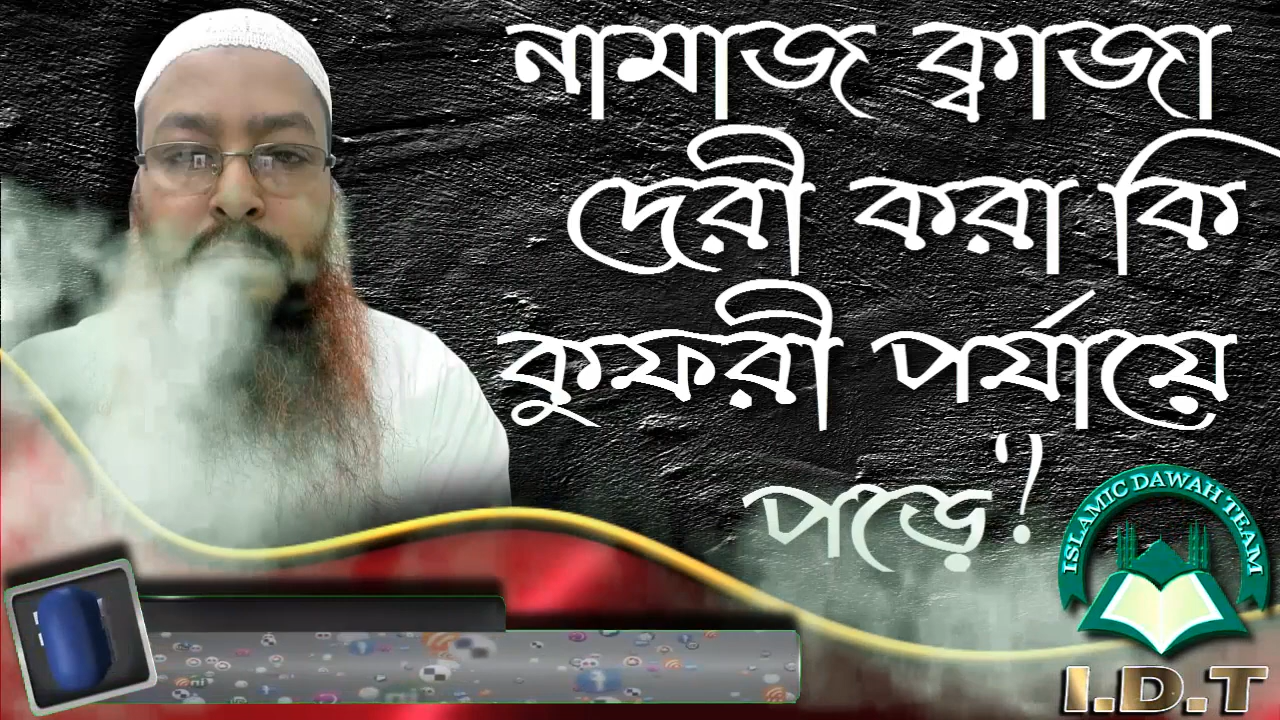 নামাজ ক্বাজা
দেরী করা কি
কুফরী পর্যায়ে
পড়ে!
ISLAMIC DAWAH TEAM
I.D.T